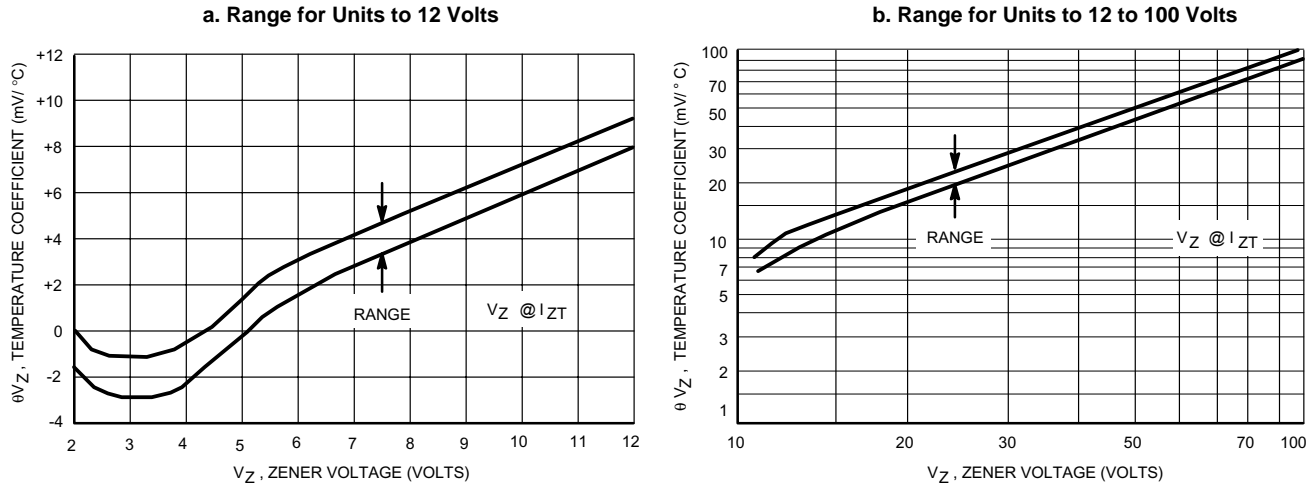 a. Range for Units to 12 Volts
+12
+10
+8
+6
+4
+2
0
-2
-4
θVZ, TEMPERATURE COEFFICIENT (mV/ °C)
RANGE
VZ @ IZT
2 3 4 5 6 7 8 9 10 11 12
VZ, ZENER VOLTAGE (VOLTS)
b. Range for Units to 12 to 100 Volts
100
70
50
30
20
10
7
5
3
2
1
θ VZ, TEMPERATURE COEFFICIENT (mV/ °C)
RANGE
VZ @ IZT
10 20 30 50 70 100
VZ, ZENER VOLTAGE (VOLTS)